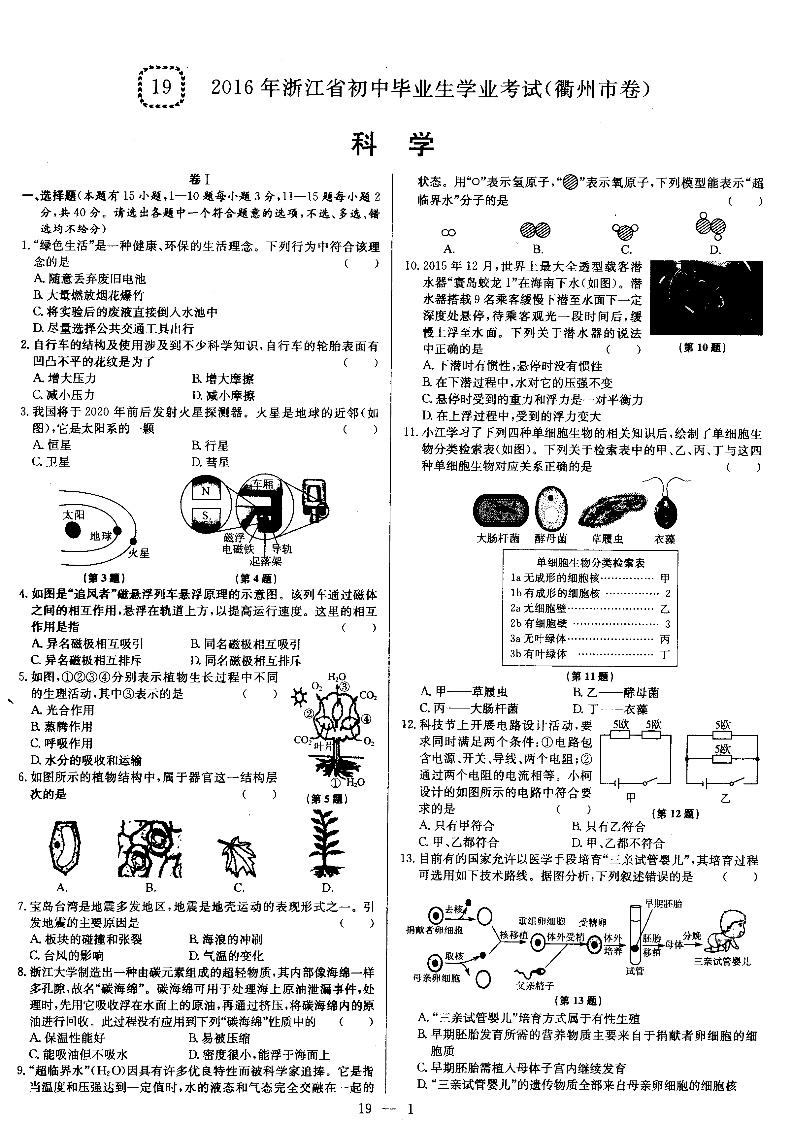 19 2016年浙江省初中毕业生学业考试(衢州市卷)
科 学
卷Ⅰ
一、选择题(本题有15小题,1—10题每小题3分,11—15题每小题2
分,共40分。请选出各题中一个符合题意的选项,不选、多选、错
选均不给分)
1.“绿色生活”是一种健康、环保的生活理念。下列行为中符合该理
念的是 ( )
A.随意丢弃废旧电池
B.大量燃放烟花爆竹
C.将实验后的废液直接倒入水池中
D.尽量选择公共交通工具出行
2.自行车的结构及使用涉及到不少科学知识,自行车的轮胎表面有
凹凸不平的花纹是为了 ( )
A.增大压力 B.增大摩擦
C.减小压力 D.减小摩擦
3.我国将于2020年前后发射火星探测器。火星是地球的近邻(如
图),它是太阳系的一颗 ( )
A.恒星 B.行星
C.卫星 D.彗星
太阳
地球
火星
(第3题)
N
S
车厢
磁浮
电磁铁
导轨
起落架
(第4题)
4.如图是“追风者”磁悬浮列车悬浮原理的示意图。该列车通过磁体
之间的相互作用,悬浮在轨道上方,以提高运行速度。这里的相互
作用是指 ( )
A.异名磁极相互吸引 B.同名磁极相互吸引
C.异名磁极相互排斥 D.同名磁极相互排斥
5.如图,①②③④分别表示植物生长过程中不同
的生理活动,其中③表示的是 ( )
A.光合作用
B.蒸腾作用
C.呼吸作用
D.水分的吸收和运输
H₂O
O₂
③
CO₂
②
④
CO₂
叶片
O₂
① H₂O
(第5题)
6.如图所示的植物结构中,属于器官这一结构层
次的是 ( )
A. B. C. D.
7.宝岛台湾是地震多发地区,地震是地壳运动的表现形式之一。引
发地震的主要原因是 ( )
A.板块的碰撞和张裂 B.海浪的冲刷
C.台风的影响 D.气温的变化
8.浙江大学制造出一种由碳元素组成的超轻物质,其内部像海绵一样
多孔隙,故名“碳海绵”。碳海绵可用于处理海上原油泄漏事件,处
理时,先用它吸收浮在水面上的原油,再通过挤压,将碳海绵内的原
油进行回收。此过程没有应用到下列“碳海绵”性质中的 ( )
A.保温性能好 B.易被压缩
C.能吸油但不吸水 D.密度很小,能浮于海面上
9.“超临界水”(H₂O)因具有许多优良特性而被科学家追捧。它是指
当温度和压强达到一定值时,水的液态和气态完全交融在一起的
状态。用“○”表示氢原子,“”表示氧原子,下列模型能表示“超
临界水”分子的是 ( )
A. B. C. D.
10.2015年12月,世界上最大全透型载客潜
水器“寰岛蛟龙1”在海南下水(如图)。潜
水器搭载9名乘客缓慢下潜至水面下一定
深度处悬停,待乘客观光一段时间后,缓
慢上浮至水面。下列关于潜水器的说法
中正确的是 ( )
(第10题)
A.下潜时有惯性,悬停时没有惯性
B.在下潜过程中,水对它的压强不变
C.悬停时受到的重力和浮力是一对平衡力
D.在上浮过程中,受到的浮力变大
11.小江学习了下列四种单细胞生物的相关知识后,绘制了单细胞生
物分类检索表(如图)。下列关于检索表中的甲、乙、丙、丁与这四
种单细胞生物对应关系正确的是 ( )
大肠杆菌 酵母菌 草履虫 衣藻
单细胞生物分类检索表
1a 无成形的细胞核…………… 甲
1b 有成形的细胞核…………… 2
2a 无细胞壁…………………… 乙
2b 有细胞壁…………………… 3
3a 无叶绿体…………………… 丙
3b 有叶绿体…………………… 丁
(第11题)
A.甲——草履虫 B.乙——酵母菌
C.丙——大肠杆菌 D.丁——衣藻
12.科技节上开展电路设计活动,要
求同时满足两个条件:①电路包
含电源、开关、导线、两个电阻;②
通过两个电阻的电流相等。小柯
设计的如图所示的电路中符合要
求的是 ( )
5欧 5欧
甲
5欧
5欧
乙
(第12题)
A.只有甲符合 B.只有乙符合
C.甲、乙都符合 D.甲、乙都不符合
13.目前有的国家允许以医学手段培育“三亲试管婴儿”,其培育过程
可选用如下技术路线。据图分析,下列叙述错误的是 ( )
捐献者卵细胞
去核
母亲卵细胞
取核
核移植
重组卵细胞
体外受精
父亲精子
受精卵
体外
培养
试管
早期胚胎
胚胎
移植
母体
分娩
三亲试管婴儿
(第13题)
A.“三亲试管婴儿”培育方式属于有性生殖
B.早期胚胎发育所需的营养物质主要来自于捐献者卵细胞的细
胞质
C.早期胚胎需植入母体子宫内继续发育
D.“三亲试管婴儿”的遗传物质全部来自母亲卵细胞的细胞核
19 — 1